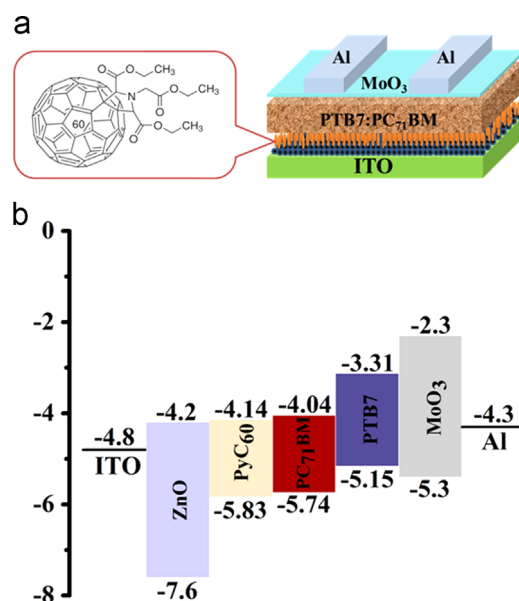 a
O
O
CH₃
N
O
O
CH₃
O
O
CH₃
60
Al
Al
MoO₃
PTB7:PC₇₁BM
ITO
b
0
-2
-4
-6
-8
-4.8
ITO
-4.2
ZnO
-7.6
-4.14
PyC₆₀
-5.83
-4.04
PC₇₁BM
-5.74
-3.31
PTB7
-5.15
-2.3
MoO₃
-5.3
-4.3
Al